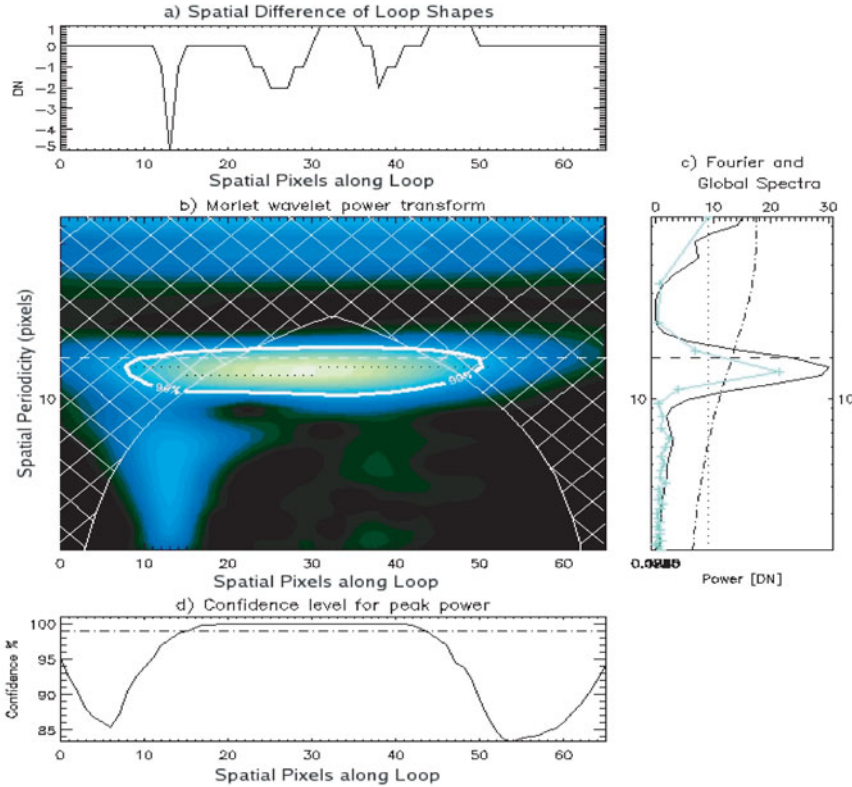 a) Spatial Difference of Loop Shapes
1
0
−1
−2
−3
−4
−5
DN
0 10 20 30 40 50 60
Spatial Pixels along Loop
b) Morlet wavelet power transform
Spatial Periodicity (pixels)
10
99%
0 10 20 30 40 50 60
Spatial Pixels along Loop
c) Fourier and
Global Spectra
0 10 20 30
10
10
Power [DN]
d) Confidence level for peak power
100
95
90
85
Confidence %
0 10 20 30 40 50 60
Spatial Pixels along Loop